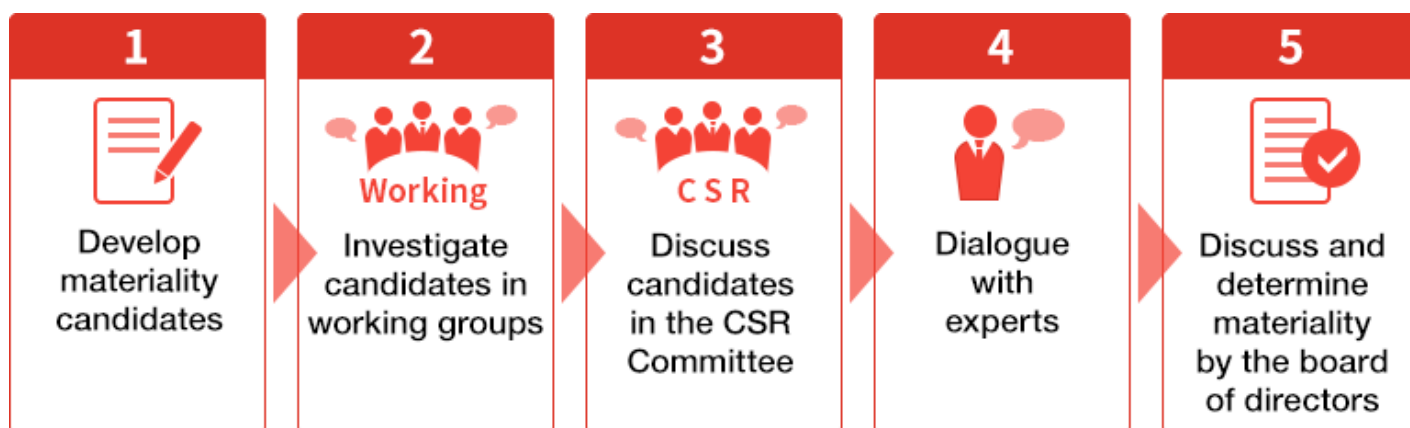 1
Develop
materiality
candidates
2
Working
Investigate
candidates in
working groups
3
CSR
Discuss
candidates
in the CSR
Committee
4
Dialogue
with
experts
5
Discuss and
determine
materiality
by the board
of directors